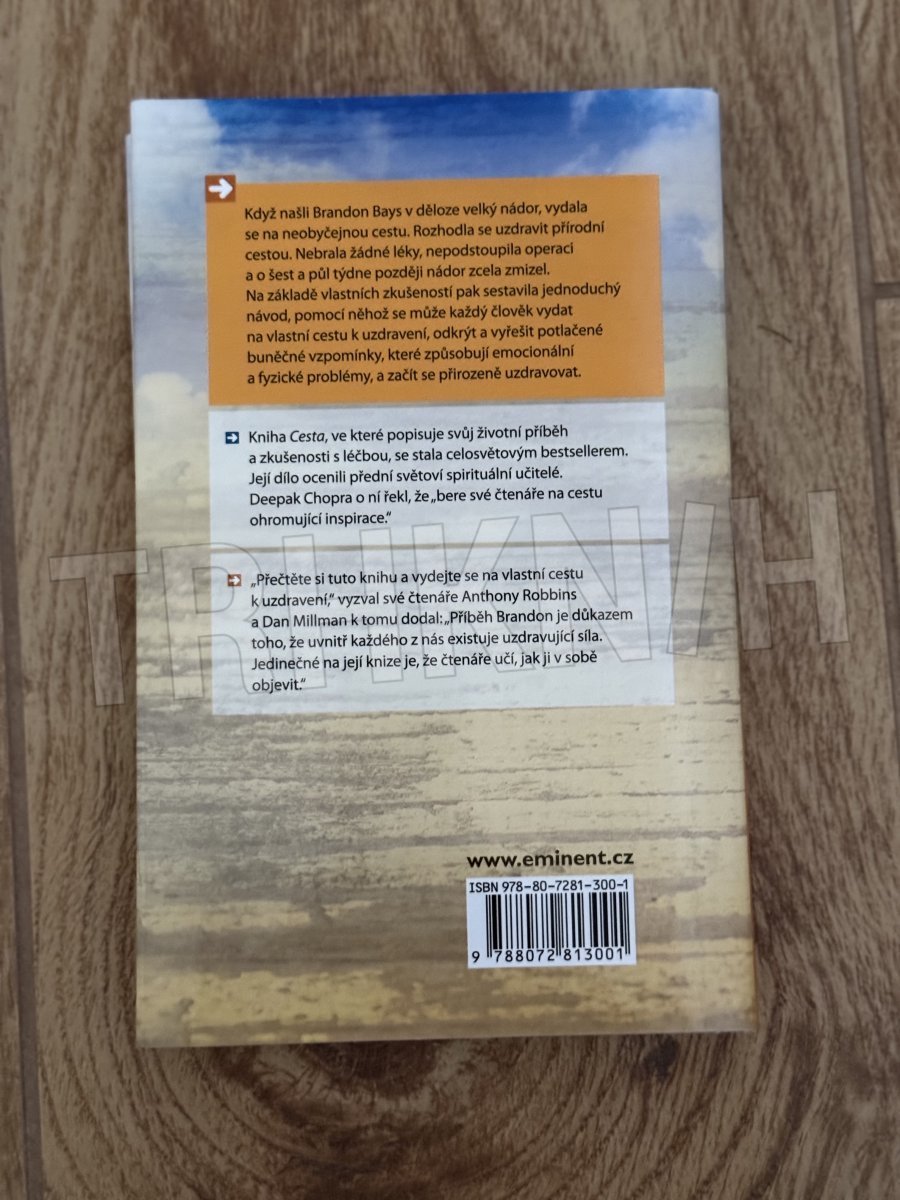 Když našli Brandon Bays v děloze velký nádor, vydala
se na neobyčejnou cestu. Rozhodla se uzdravit přírodní
cestou. Nebrala žádné léky, nepodstoupila operaci
a o šest a půl týdne později nádor zcela zmizel.
Na základě vlastních zkušeností pak sestavila jednoduchý
návod, pomocí něhož se může každý člověk vydat
na vlastní cestu k uzdravení, odkrýt a vyřešit potlačené
buněčné vzpomínky, které způsobují emocionální
a fyzické problémy, a začít se přirozeně uzdravovat.
Kniha Cesta, ve které popisuje svůj životní příběh
a zkušenosti s léčbou, se stala celosvětovým bestsellerem.
Její dílo ocenili přední světoví spirituální učitelé.
Deepak Chopra o ní řekl, že „bere své čtenáře na cestu
ohromující inspirace.“
„Přečtěte si tuto knihu a vydejte se na vlastní cestu
k uzdravení,“ vyzval své čtenáře Anthony Robbins
a Dan Millman k tomu dodal: „Příběh Brandon je důkazem
toho, že uvnitř každého z nás existuje uzdravující síla.
Jedinečné na její knize je, že čtenáře učí, jak ji v sobě
objevit.“
TRHKNIH
www.eminent.cz
ISBN 978-80-7281-300-1
9 788072 813001